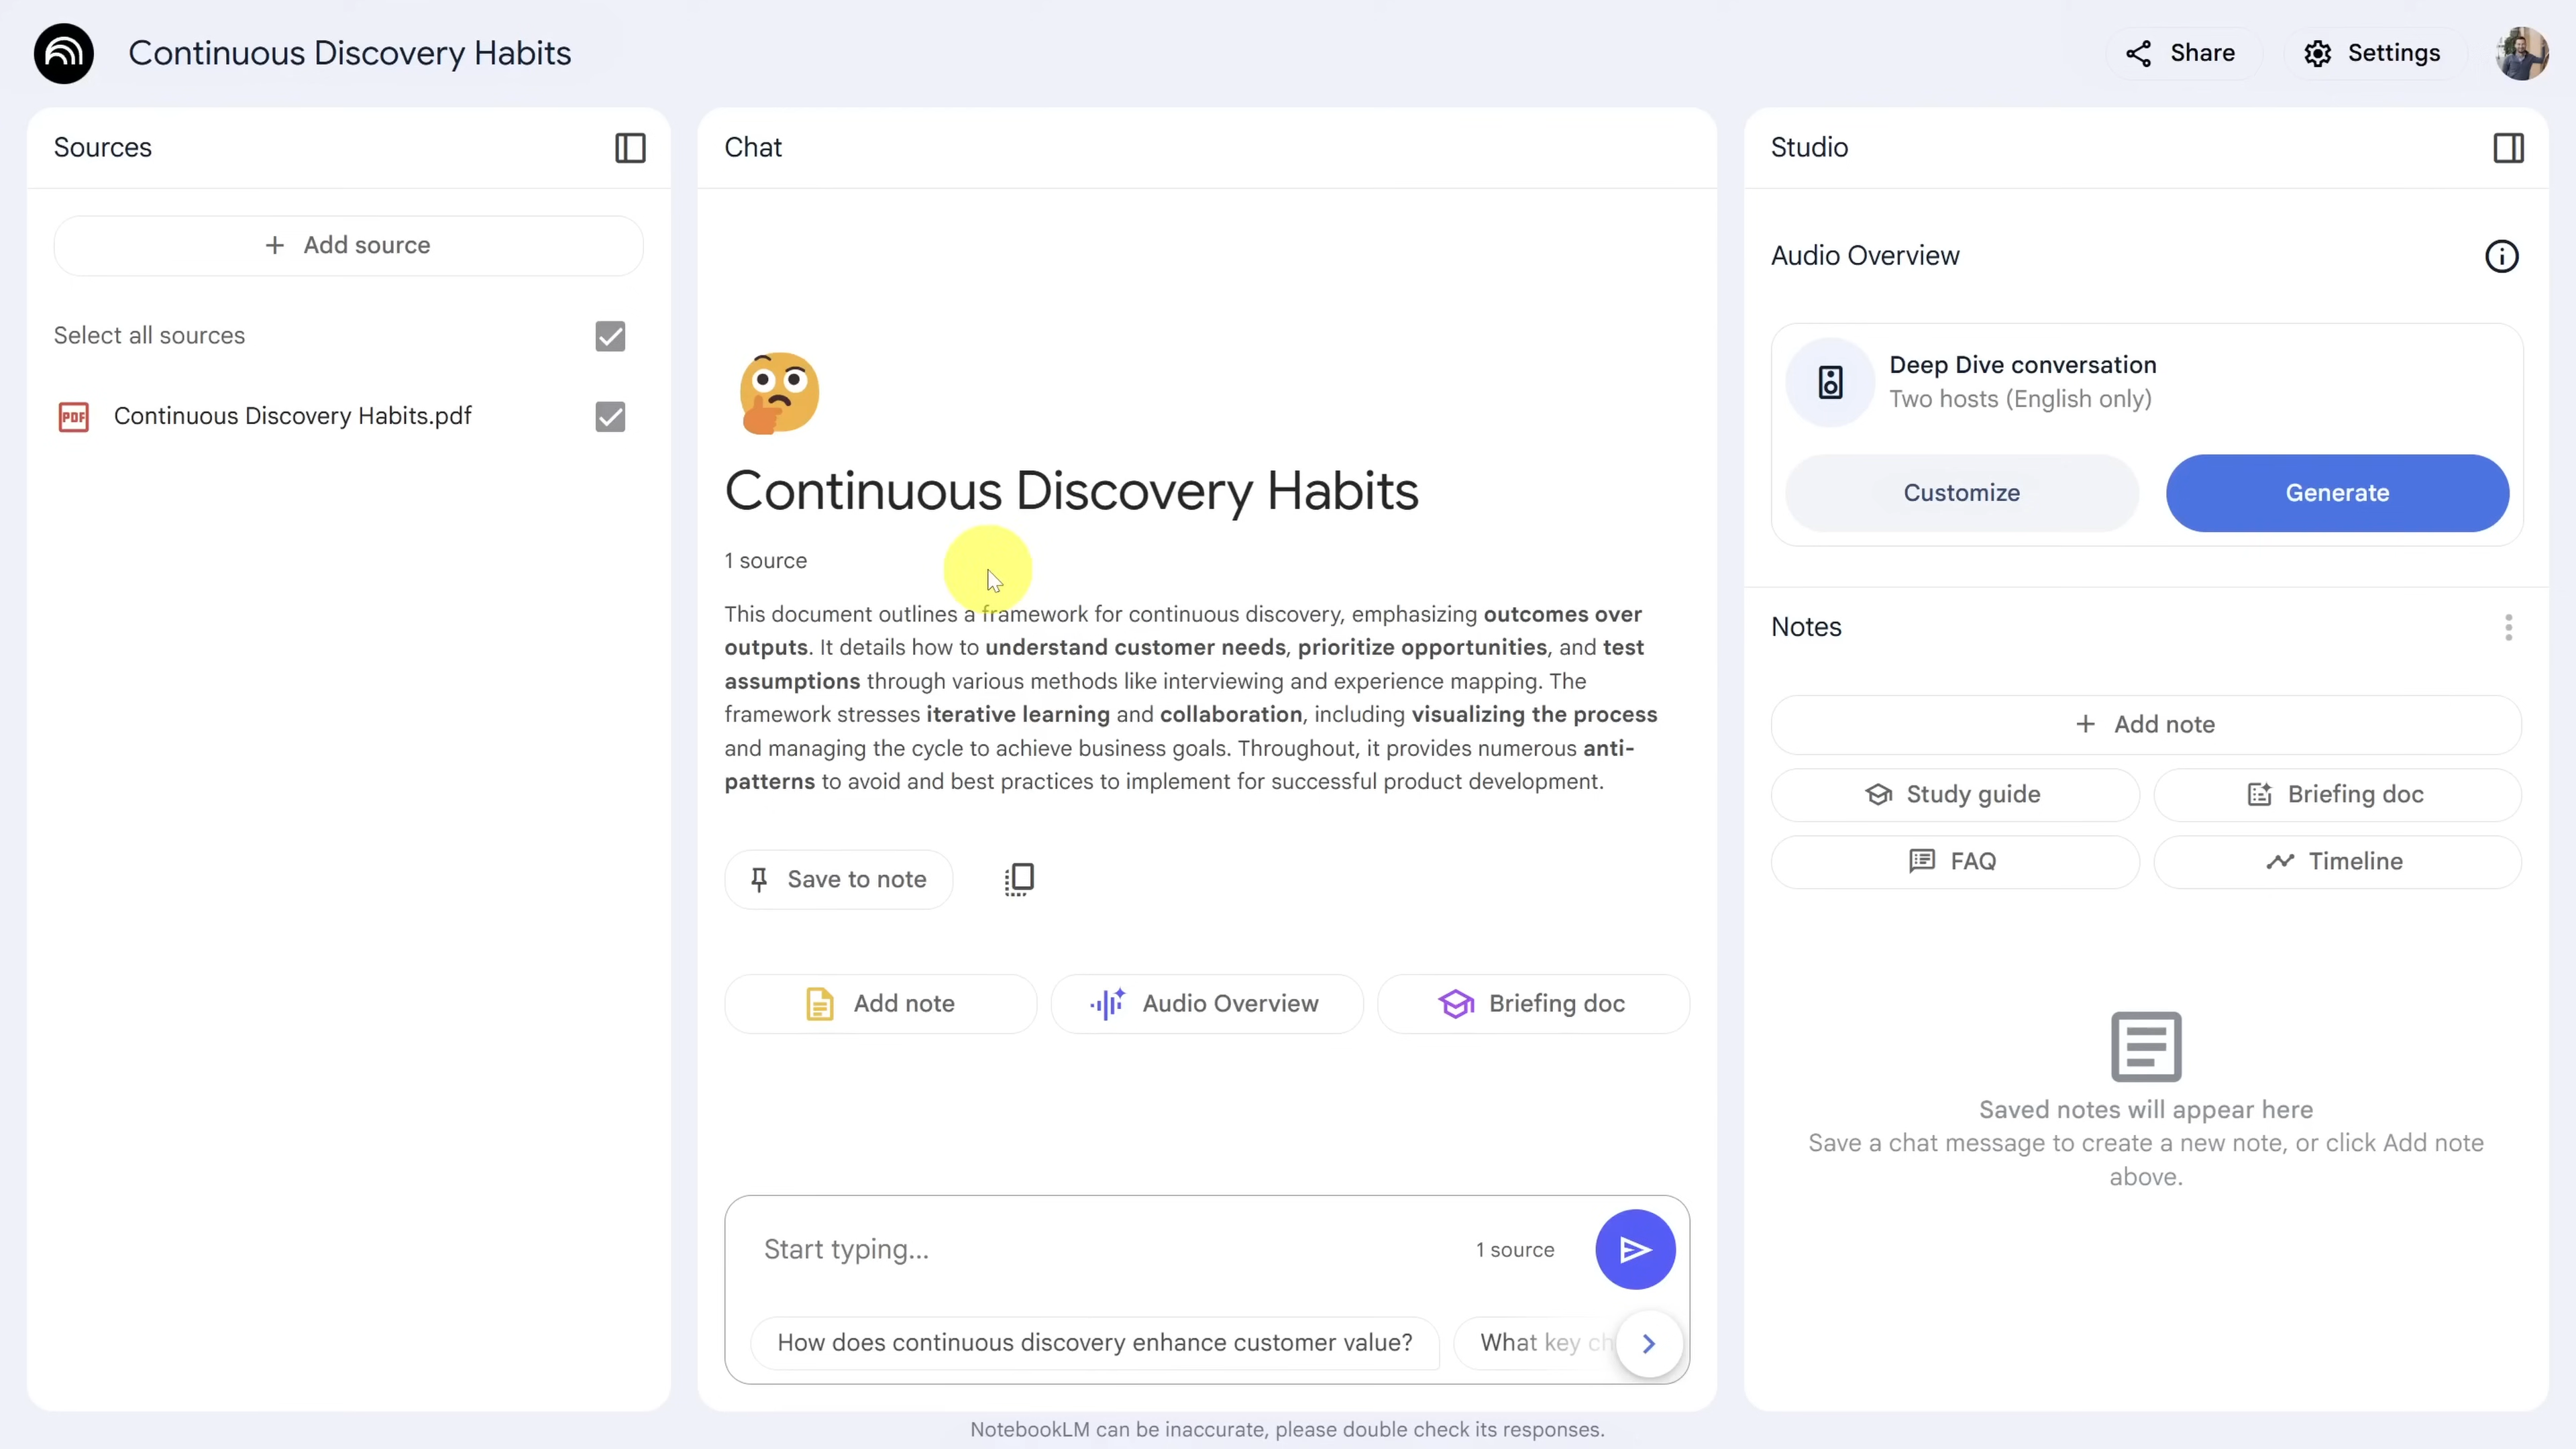 Continuous Discovery Habits
Share
Settings
Sources
Add source
Select all sources
PDF
Continuous Discovery Habits.pdf
Chat
Continuous Discovery Habits
1 source
This document outlines a framework for continuous discovery, emphasizing outcomes over
outputs. It details how to understand customer needs, prioritize opportunities, and test
assumptions through various methods like interviewing and experience mapping. The
framework stresses iterative learning and collaboration, including visualizing the process
and managing the cycle to achieve business goals. Throughout, it provides numerous anti-
patterns to avoid and best practices to implement for successful product development.
Save to note
Add note
Audio Overview
Briefing doc
Start typing...
1 source
How does continuous discovery enhance customer value?
What key ch
Studio
Audio Overview
Deep Dive conversation
Two hosts (English only)
Customize
Generate
Notes
Add note
Study guide
Briefing doc
FAQ
Timeline
Saved notes will appear here
Save a chat message to create a new note, or click Add note
above.
NotebookLM can be inaccurate, please double check its responses.